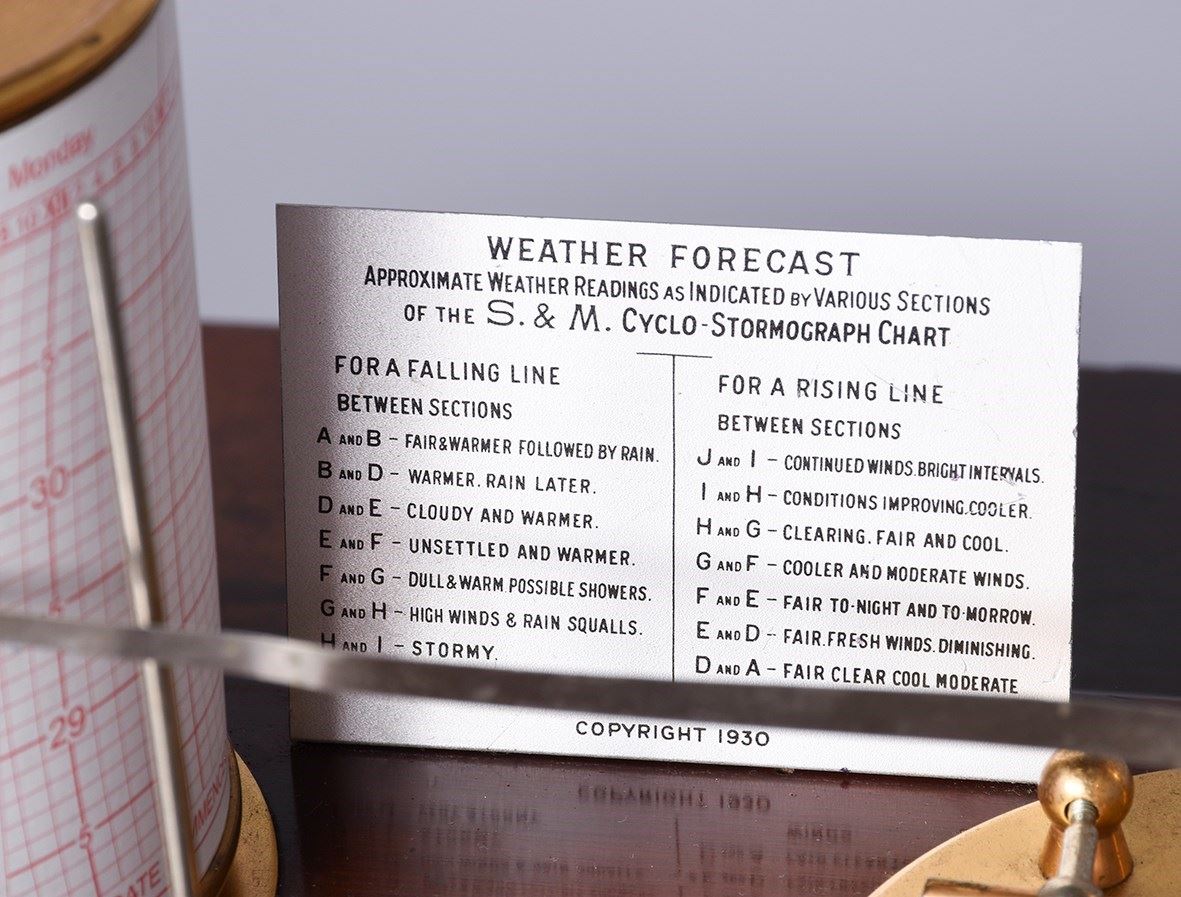 Monday
30
29
WEATHER FORECAST
APPROXIMATE WEATHER READINGS AS INDICATED BY VARIOUS SECTIONS
OF THE S. & M. CYCLO-STORMOGRAPH CHART
FOR A FALLING LINE
BETWEEN SECTIONS
A AND B - FAIR & WARMER FOLLOWED BY RAIN.
B AND D - WARMER. RAIN LATER.
D AND E - CLOUDY AND WARMER.
E AND F - UNSETTLED AND WARMER.
F AND G - DULL & WARM POSSIBLE SHOWERS.
G AND H - HIGH WINDS & RAIN SQUALLS.
H AND I - STORMY.
FOR A RISING LINE
BETWEEN SECTIONS
J AND I - CONTINUED WINDS. BRIGHT INTERVALS.
I AND H - CONDITIONS IMPROVING. COOLER.
H AND G - CLEARING. FAIR AND COOL.
G AND F - COOLER AND MODERATE WINDS.
F AND E - FAIR TO-NIGHT AND TO-MORROW.
E AND D - FAIR. FRESH WINDS. DIMINISHING.
D AND A - FAIR CLEAR COOL MODERATE
COPYRIGHT 1930